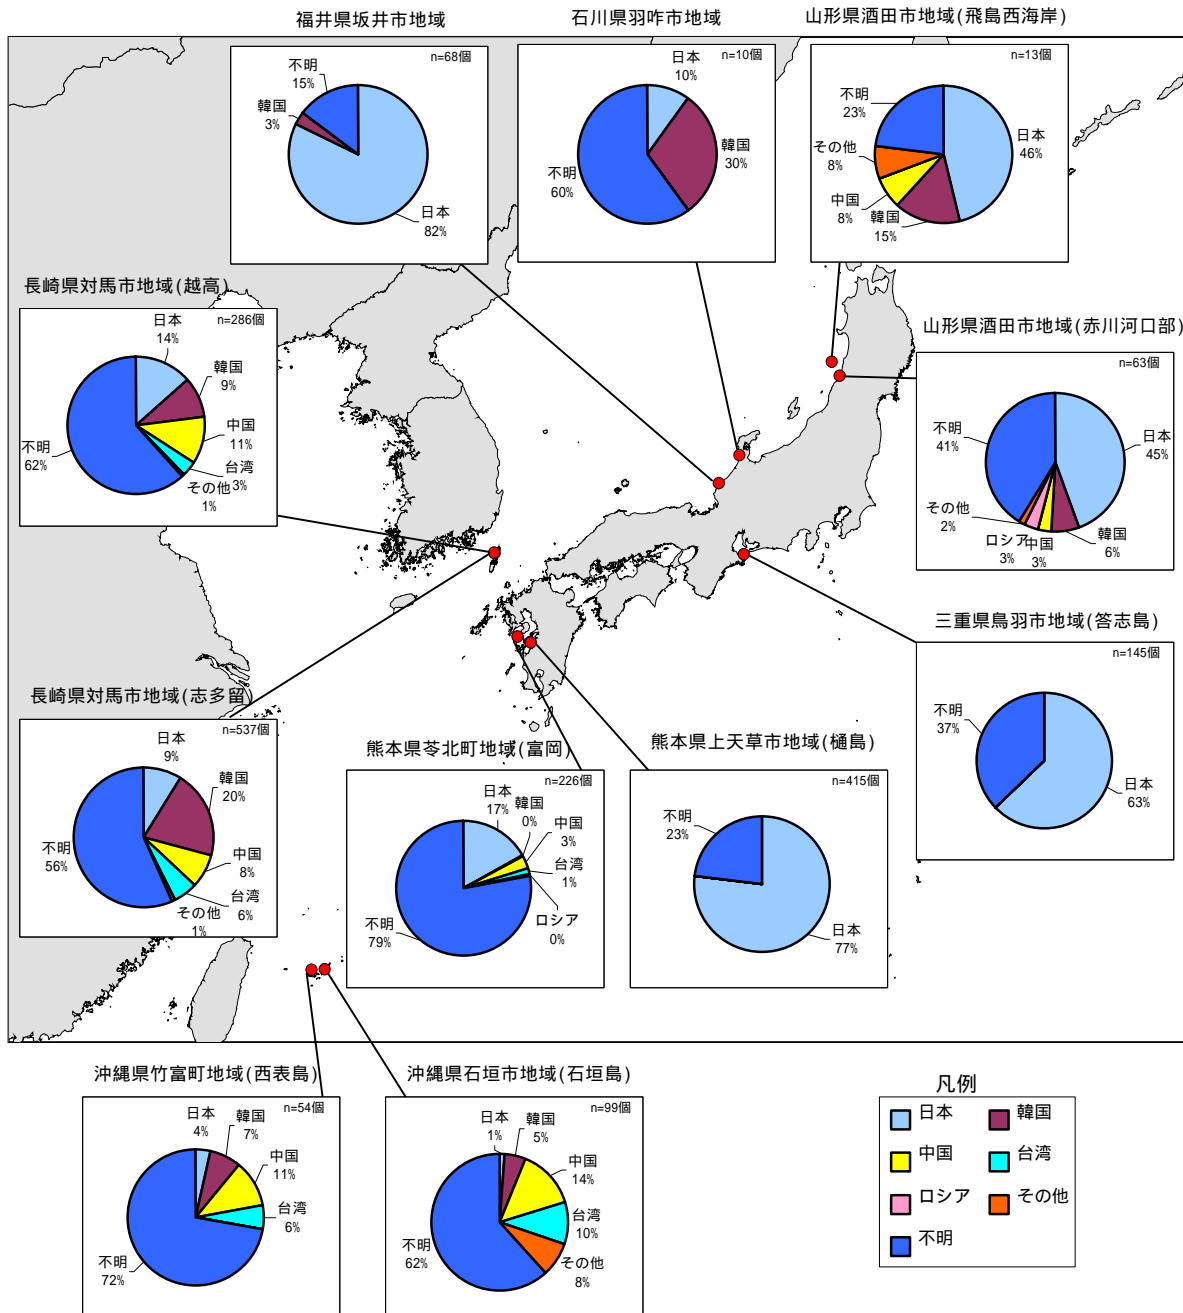 福井県坂井市地域
n=68個
不明
15%
韓国
3%
日本
82%
石川県羽咋市地域
n=10個
日本
10%
韓国
30%
不明
60%
山形県酒田市地域(飛島西海岸)
n=13個
不明
23%
その他
8%
中国
8%
韓国
15%
日本
46%
長崎県対馬市地域(越高)
n=286個
日本
14%
韓国
9%
中国
11%
台湾
3%
その他
1%
不明
62%
山形県酒田市地域(赤川河口部)
n=63個
不明
41%
日本
45%
その他
2%
ロシア
3%
中国
3%
韓国
6%
三重県鳥羽市地域(答志島)
n=145個
不明
37%
日本
63%
長崎県対馬市地域(志多留)
n=537個
日本
9%
韓国
20%
中国
8%
台湾
6%
その他
1%
不明
56%
熊本県苓北町地域(富岡)
n=226個
日本
17%
韓国
0%
中国
3%
台湾
1%
ロシア
0%
不明
79%
熊本県上天草市地域(樋島)
n=415個
不明
23%
日本
77%
沖縄県竹富町地域(西表島)
n=54個
日本
4%
韓国
7%
中国
11%
台湾
6%
不明
72%
沖縄県石垣市地域(石垣島)
n=99個
日本
1%
韓国
5%
中国
14%
台湾
10%
その他
8%
不明
62%
凡例
日本
韓国
中国
台湾
ロシア
その他
不明